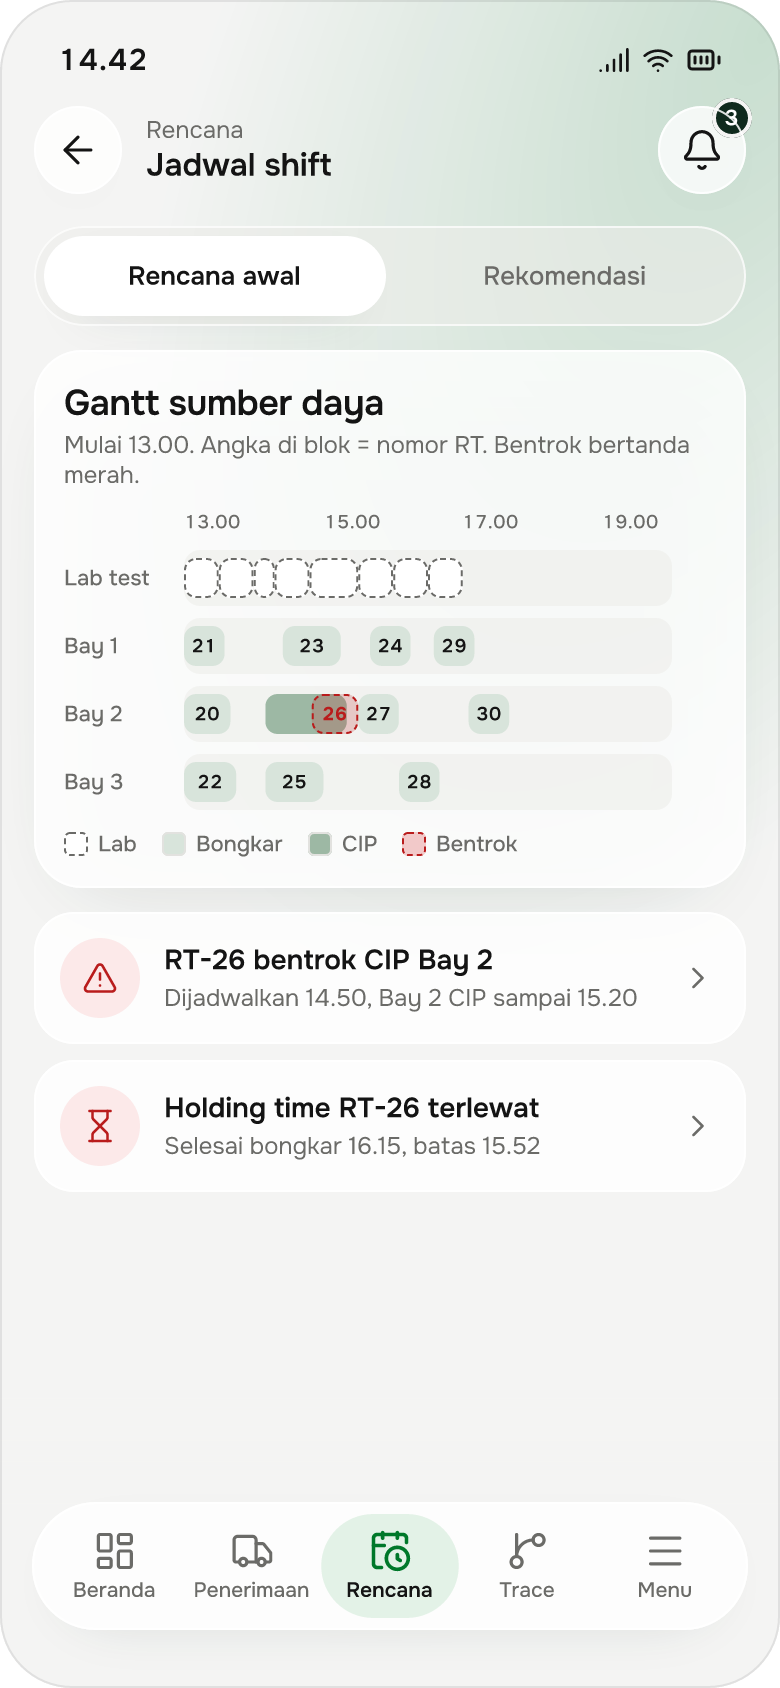 14.42
Rencana
Jadwal shift
3
Rencana awal
Rekomendasi
Gantt sumber daya
Mulai 13.00. Angka di blok = nomor RT. Bentrok bertanda
merah.
13.00 15.00 17.00 19.00
Lab test
Bay 1 21 23 24 29
Bay 2 20 26 27 30
Bay 3 22 25 28
Lab Bongkar CIP Bentrok
RT-26 bentrok CIP Bay 2
Dijadwalkan 14.50, Bay 2 CIP sampai 15.20
Holding time RT-26 terlewat
Selesai bongkar 16.15, batas 15.52
Beranda Penerimaan Rencana Trace Menu